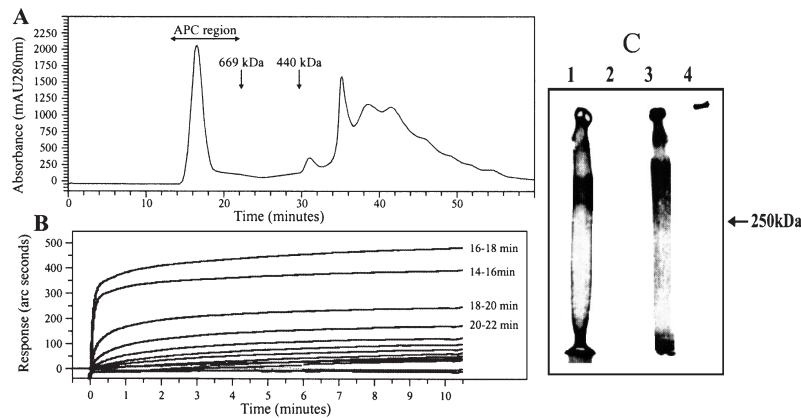 A
APC region
669 kDa 440 kDa
Absorbance (mAU280nm)
2250
2000
1750
1500
1250
1000
750
500
250
0
0 10 20 30 40 50
Time (minutes)
B
Response (arc seconds)
500
400
300
200
100
0
16-18 min
14-16min
18-20 min
20-22 min
0 1 2 3 4 5 6 7 8 9 10
Time (minutes)
C
1 2 3 4
250kDa